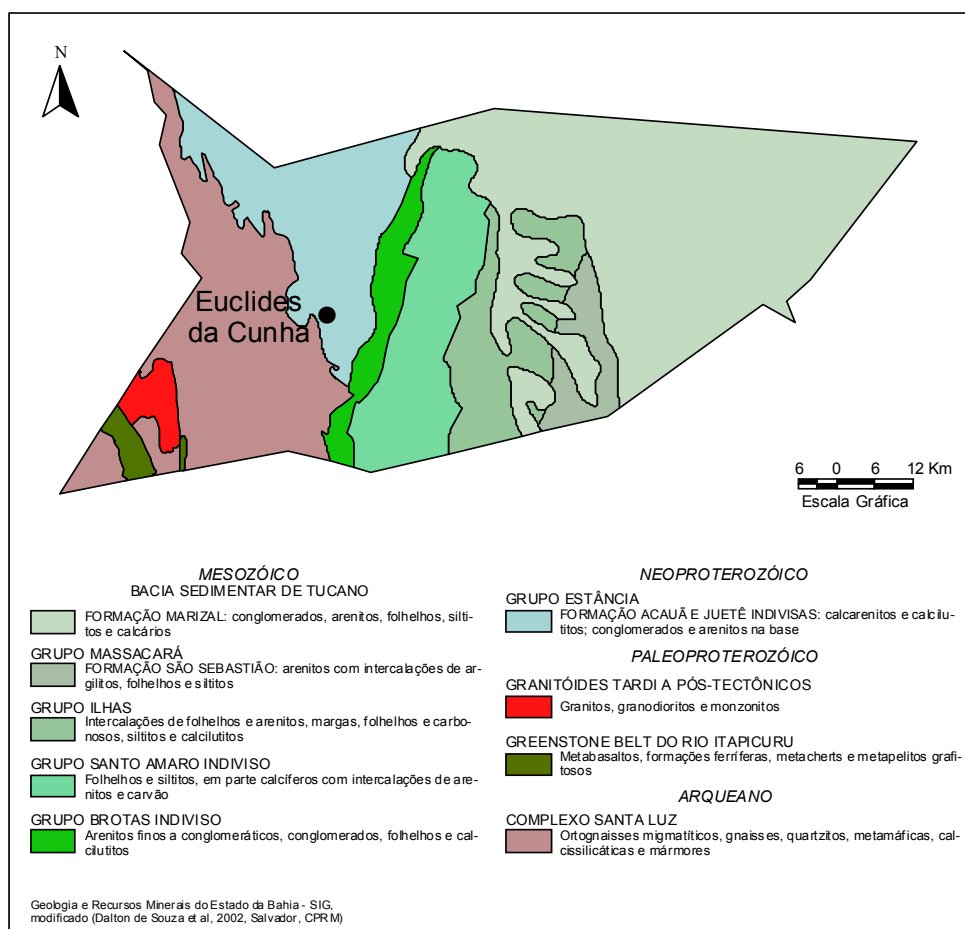 N
Euclides
da Cunha
6 0 6 12 Km
Escala Gráfica
MESOZÓICO
BACIA SEDIMENTAR DE TUCANO
FORMAÇÃO MARIZAL: conglomerados, arenitos, folhelhos, silti-
tos e calcários
GRUPO MASSACARÁ
FORMAÇÃO SÃO SEBASTIÃO: arenitos com intercalações de ar-
gilitos, folhelhos e siltitos
GRUPO ILHAS
Intercalações de folhelhos e arenitos, margas, folhelhos e carbo-
nosos, siltitos e calcilutitos
GRUPO SANTO AMARO INDIVISO
Folhelhos e siltitos, em parte calcíferos com intercalações de are-
nitos e carvão
GRUPO BROTAS INDIVISO
Arenitos finos a conglomeráticos, conglomerados, folhelhos e cal-
cilutitos
NEOPROTEROZÓICO
GRUPO ESTÂNCIA
FORMAÇÃO ACAUÃ E JUETÊ INDIVISAS: calcarenitos e calcilu-
titos; conglomerados e arenitos na base
PALEOPROTEROZÓICO
GRANITÓIDES TARDI A PÓS-TECTÔNICOS
Granitos, granodioritos e monzonitos
GREENSTONE BELT DO RIO ITAPICURU
Metabasaltos, formações ferríferas, metacherts e metapelitos grafi-
tosos
ARQUEANO
COMPLEXO SANTA LUZ
Ortognaisses migmatíticos, gnaisses, quartzitos, metamáficas, cal-
cissilicáticas e mármores
Geologia e Recursos Minerais do Estado da Bahia - SIG,
modificado (Dalton de Souza et al, 2002, Salvador, CPRM)